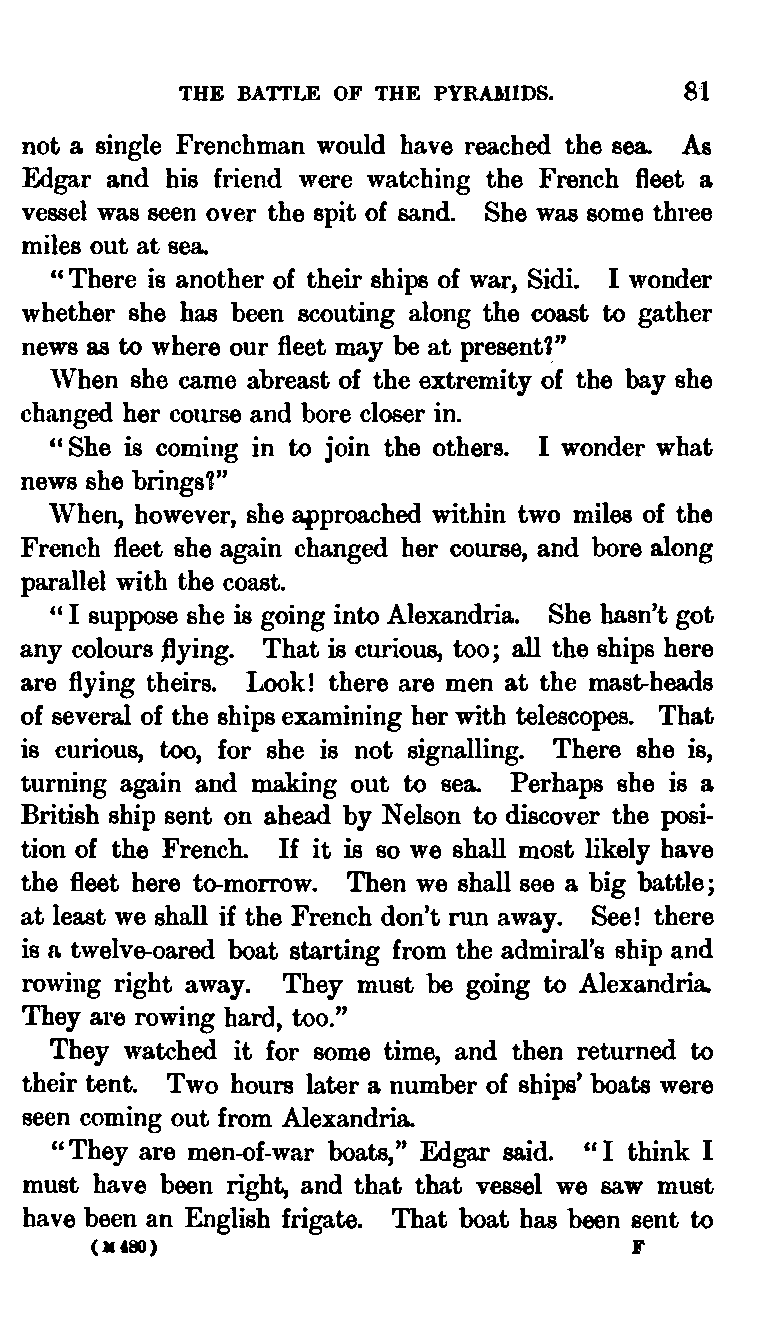 THE BATTLE OF THE PYRAMIDS. 81
not a single Frenchman would have reached the sea. As
Edgar and his friend were watching the French fleet a
vessel was seen over the spit of sand. She was some three
miles out at sea.
"There is another of their ships of war, Sidi. I wonder
whether she has been scouting along the coast to gather
news as to where our fleet may be at present?"
When she came abreast of the extremity of the bay she
changed her course and bore closer in.
"She is coming in to join the others. I wonder what
news she brings?"
When, however, she approached within two miles of the
French fleet she again changed her course, and bore along
parallel with the coast.
"I suppose she is going into Alexandria. She hasn't got
any colours flying. That is curious, too; all the ships here
are flying theirs. Look! there are men at the mast-heads
of several of the ships examining her with telescopes. That
is curious, too, for she is not signalling. There she is,
turning again and making out to sea. Perhaps she is a
British ship sent on ahead by Nelson to discover the posi-
tion of the French. If it is so we shall most likely have
the fleet here to-morrow. Then we shall see a big battle;
at least we shall if the French don't run away. See! there
is a twelve-oared boat starting from the admiral's ship and
rowing right away. They must be going to Alexandria.
They are rowing hard, too."
They watched it for some time, and then returned to
their tent. Two hours later a number of ships' boats were
seen coming out from Alexandria.
"They are men-of-war boats," Edgar said. "I think I
must have been right, and that that vessel we saw must
have been an English frigate. That boat has been sent to
(M 480) F